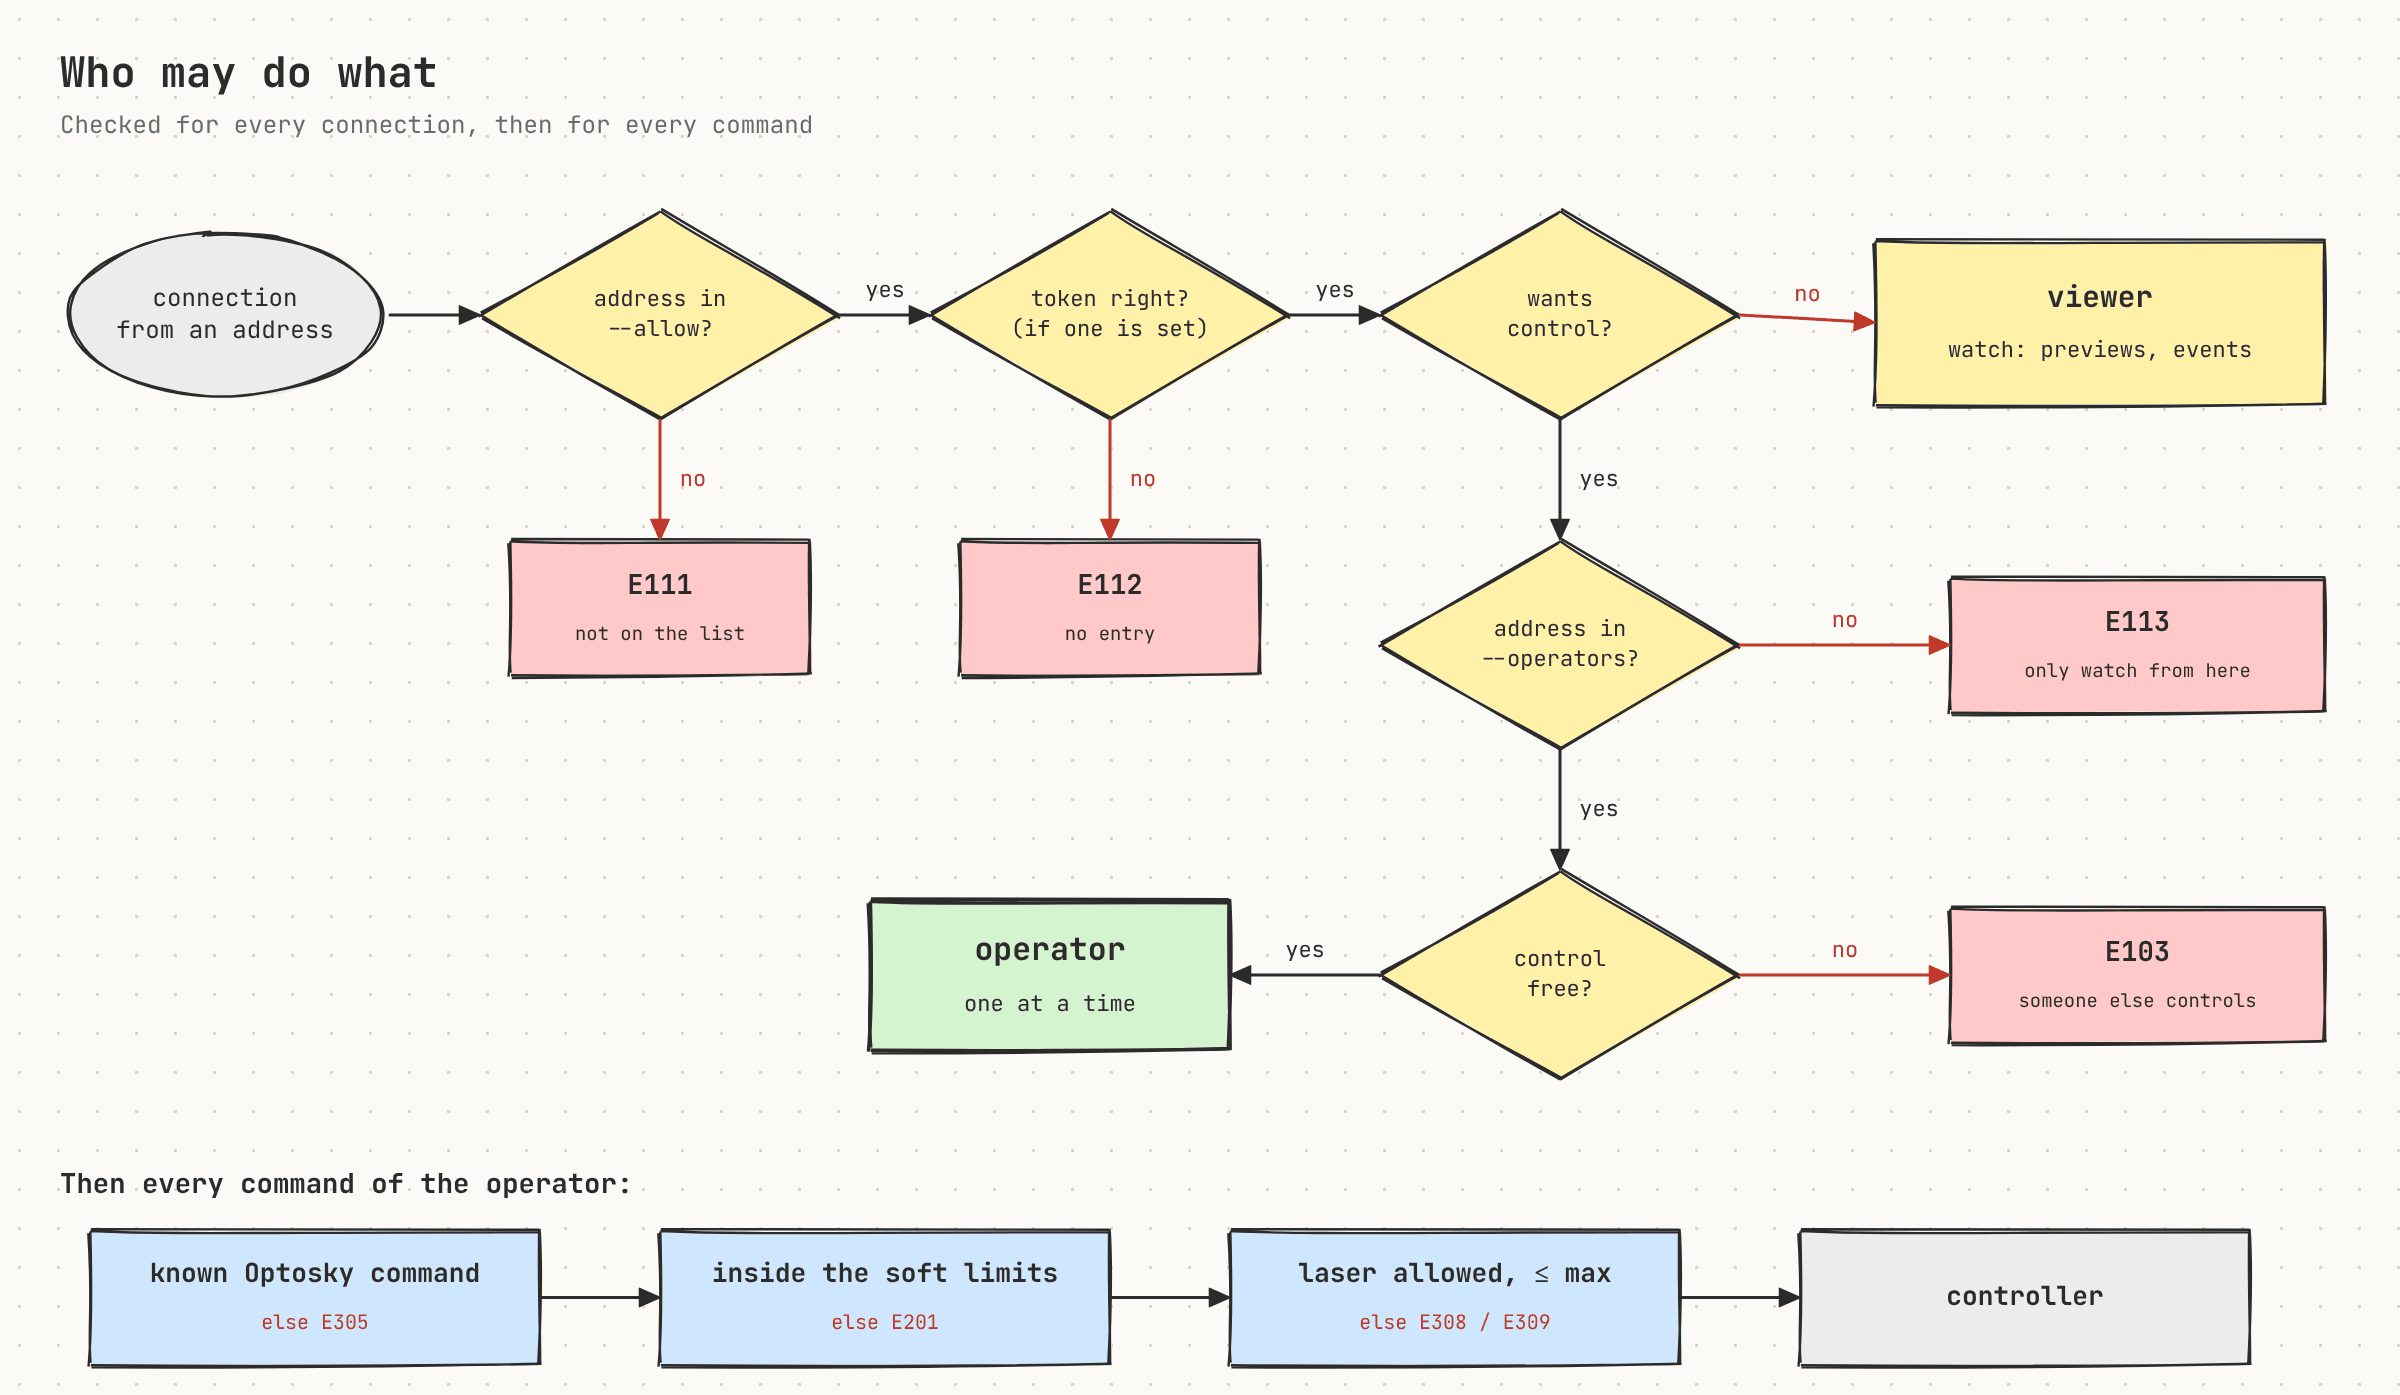 Who may do what
Checked for every connection, then for every command
connection
from an address
address in
--allow?
yes
token right?
(if one is set)
yes
wants
control?
no
viewer
watch: previews, events
no
no
yes
E111
not on the list
E112
no entry
address in
--operators?
no
E113
only watch from here
yes
operator
one at a time
yes
control
free?
no
E103
someone else controls
Then every command of the operator:
known Optosky command
else E305
inside the soft limits
else E201
laser allowed, ≤ max
else E308 / E309
controller